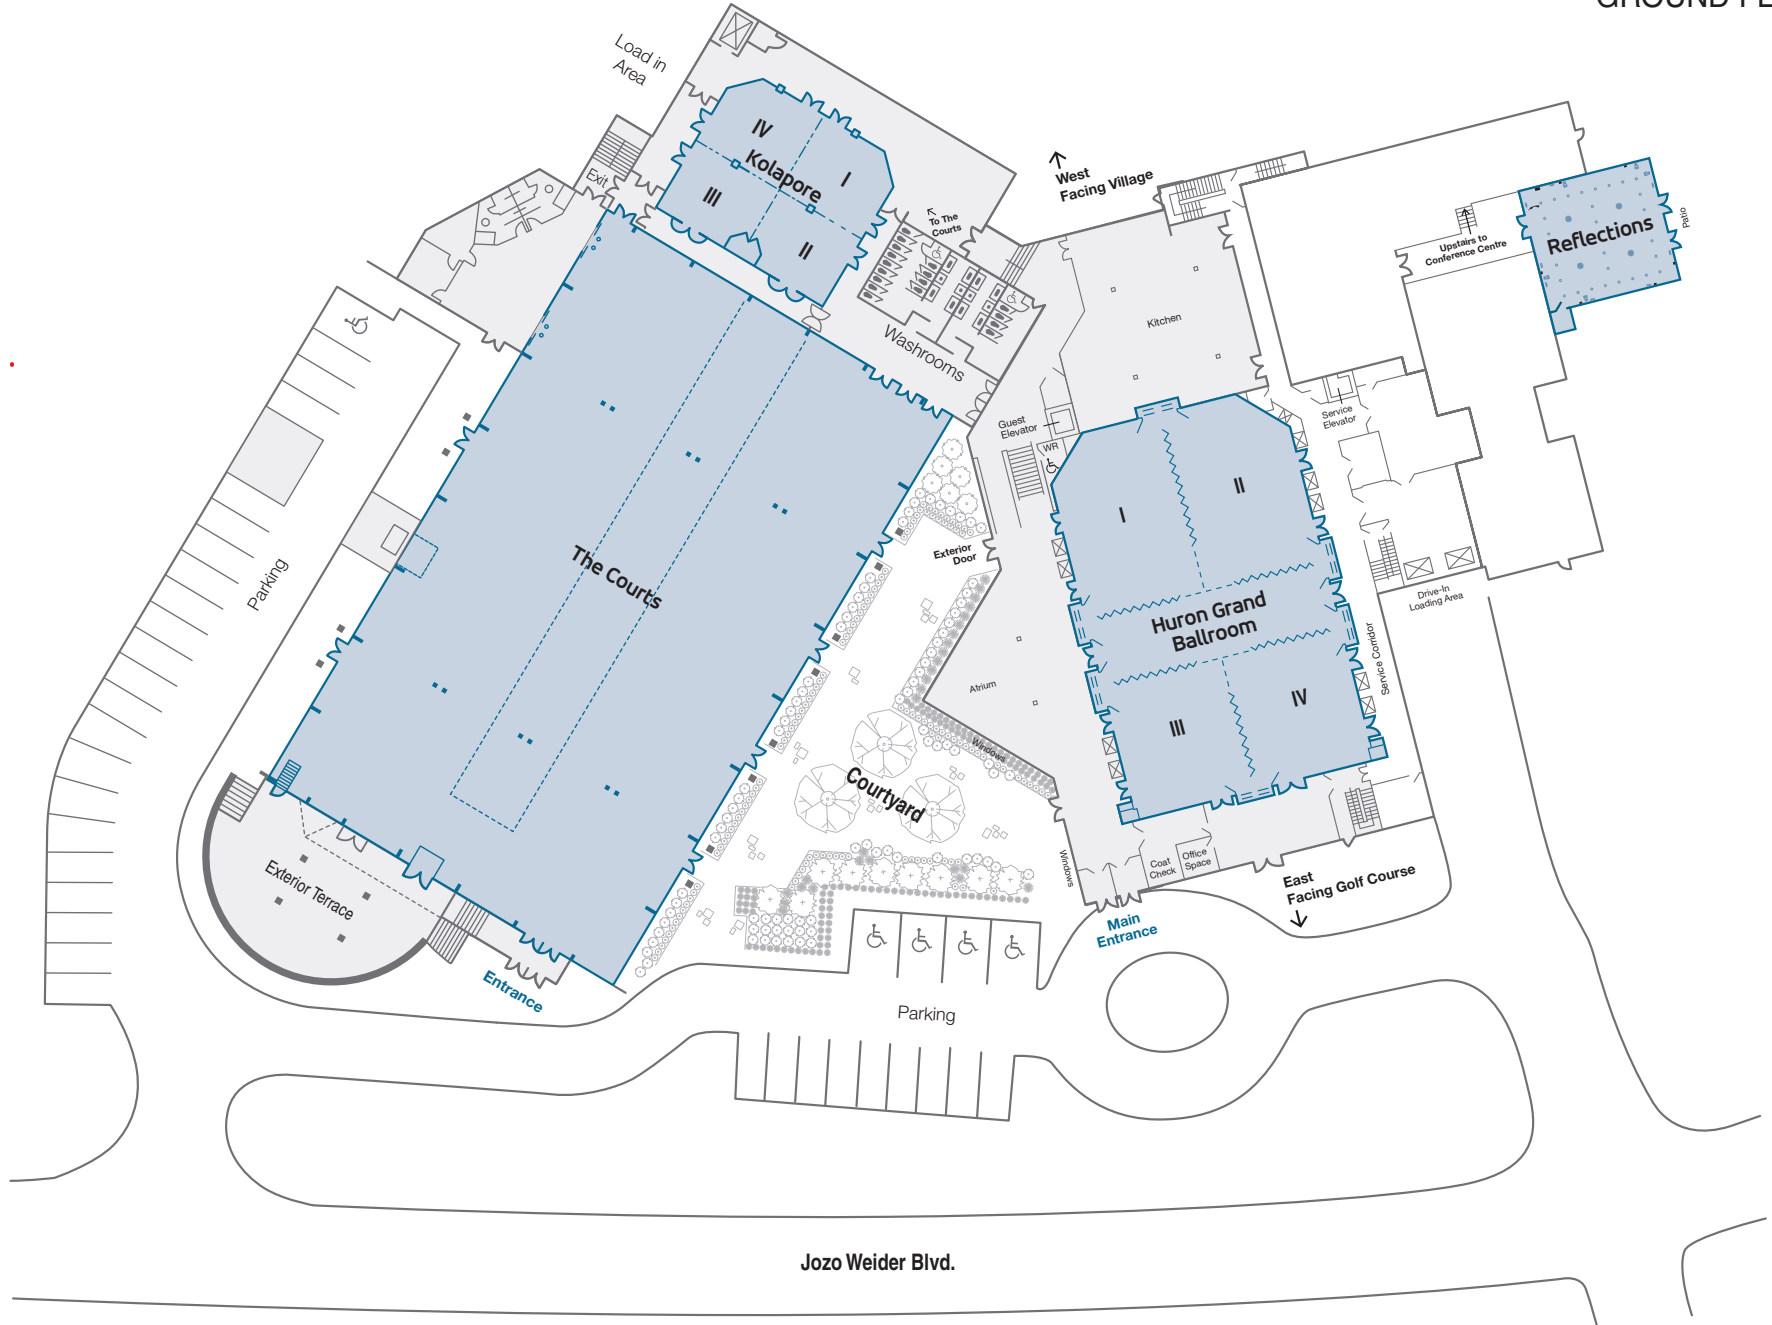 GROUND FL
Load in
Area
IV
Kolapore
I
III
II
Exit
To The
Courts
West
Facing Village
Washrooms
Kitchen
Upstairs to
Conference Centre
Reflections
Patio
Guest
Elevator
WR
Service
Elevator
I
II
Huron Grand
Ballroom
III
IV
Exterior
Door
Drive-In
Loading Area
Service Corridor
The Courts
Parking
Atrium
Windows
Courtyard
Windows
Coat
Check
Office
Space
East
Facing Golf Course
Main
Entrance
Exterior Terrace
Entrance
Parking
Jozo Weider Blvd.